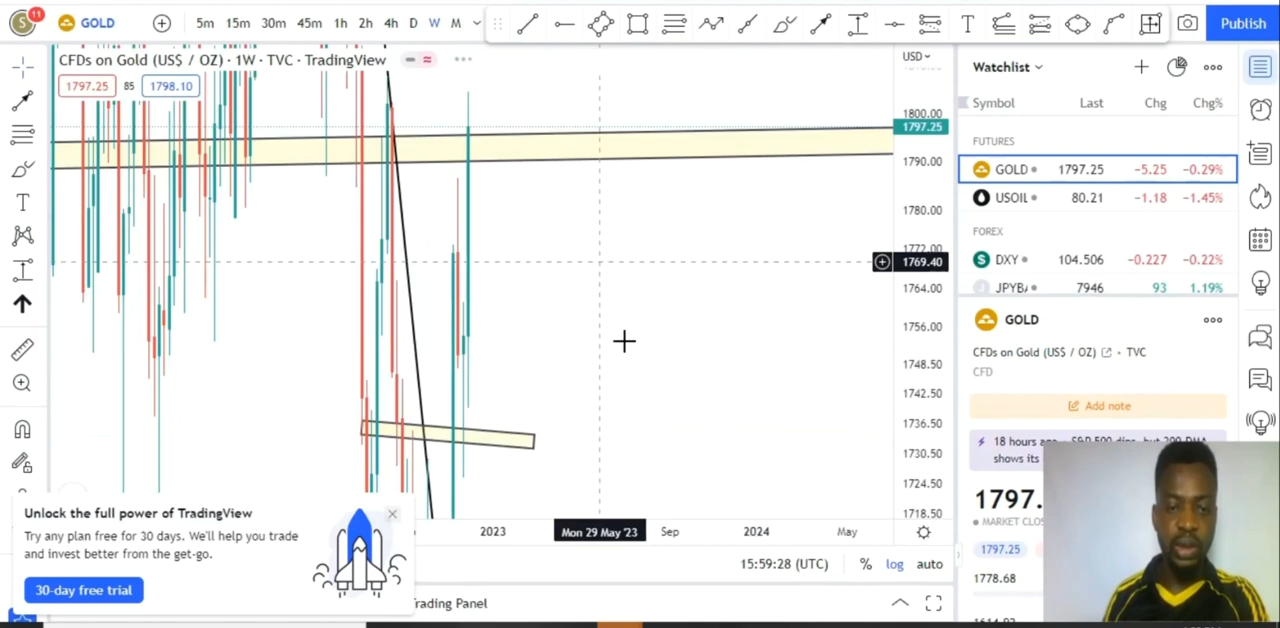 S 11 GOLD 5m 15m 30m 45m 1h 2h 4h D W M T Publish
CFDs on Gold (US$ / OZ) · 1W · TVC · TradingView
USD
Watchlist
1797.25 85 1798.10
Symbol Last Chg Chg%
1800.00
1797.25
1790.00
1780.00
1772.00
1769.40
1764.00
1756.00
1748.50
1742.50
1736.50
1730.50
1724.50
1718.50
FUTURES
GOLD 1797.25 −5.25 −0.29%
USOIL 80.21 −1.18 −1.45%
FOREX
DXY 104.506 −0.227 −0.22%
7946 93 1.19%
GOLD
CFDs on Gold (US$ / OZ) • TVC
CFD
Add note
18 hours
shows its
1797.
MARKET CLO
1797.25
1778.68
Unlock the full power of TradingView
Try any plan free for 30 days. We'll help you trade
and invest better from the get-go.
30-day free trial
2023 Mon 29 May '23 Sep 2024 May
15:59:28 (UTC) % log auto
rading Panel